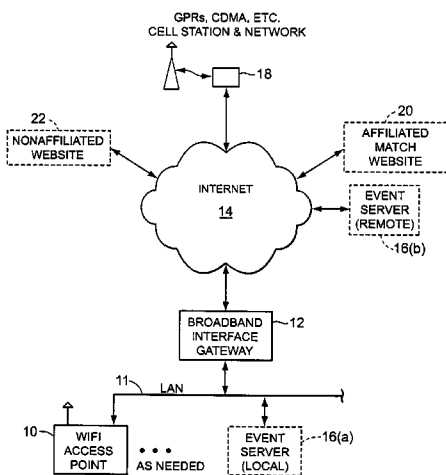 GPRs, CDMA, ETC.
CELL STATION & NETWORK
18
22
NONAFFILIATED
WEBSITE
20
AFFILIATED
MATCH
WEBSITE
INTERNET
14
EVENT
SERVER
(REMOTE)
16(b)
BROADBAND
INTERFACE
GATEWAY
12
11
LAN
10
WIFI
ACCESS
POINT
• • •
AS NEEDED
EVENT
SERVER
(LOCAL)
16(a)